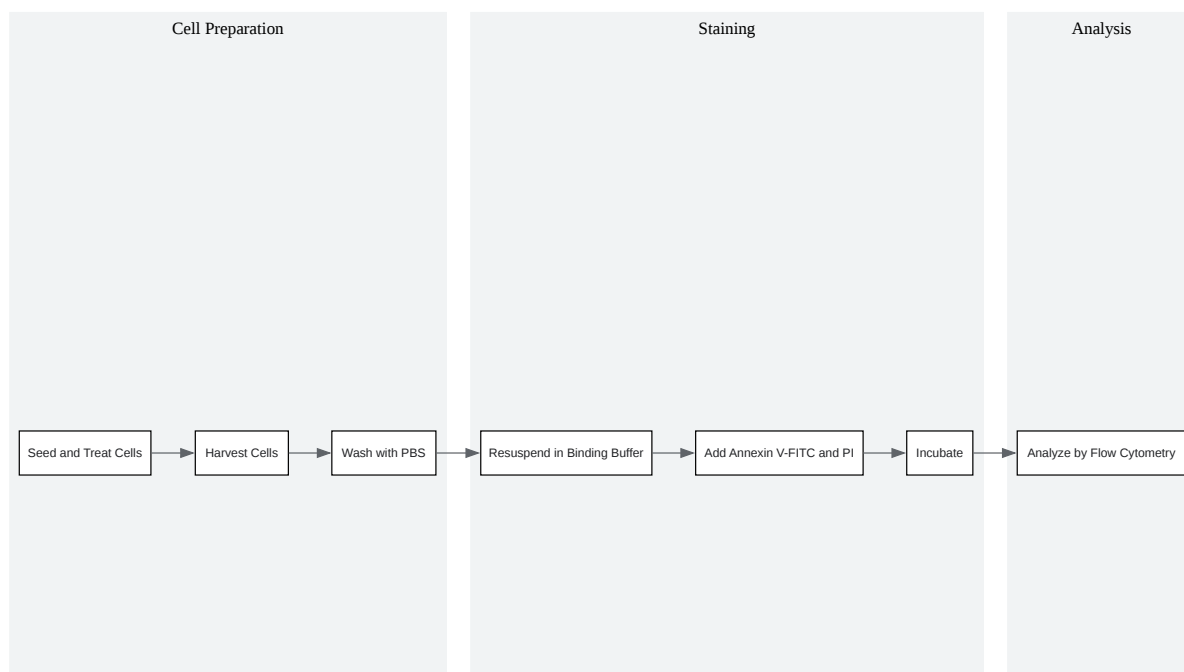 Cell Preparation
Staining
Analysis
Seed and Treat Cells
Harvest Cells
Wash with PBS
Resuspend in Binding Buffer
Add Annexin V-FITC and PI
Incubate
Analyze by Flow Cytometry